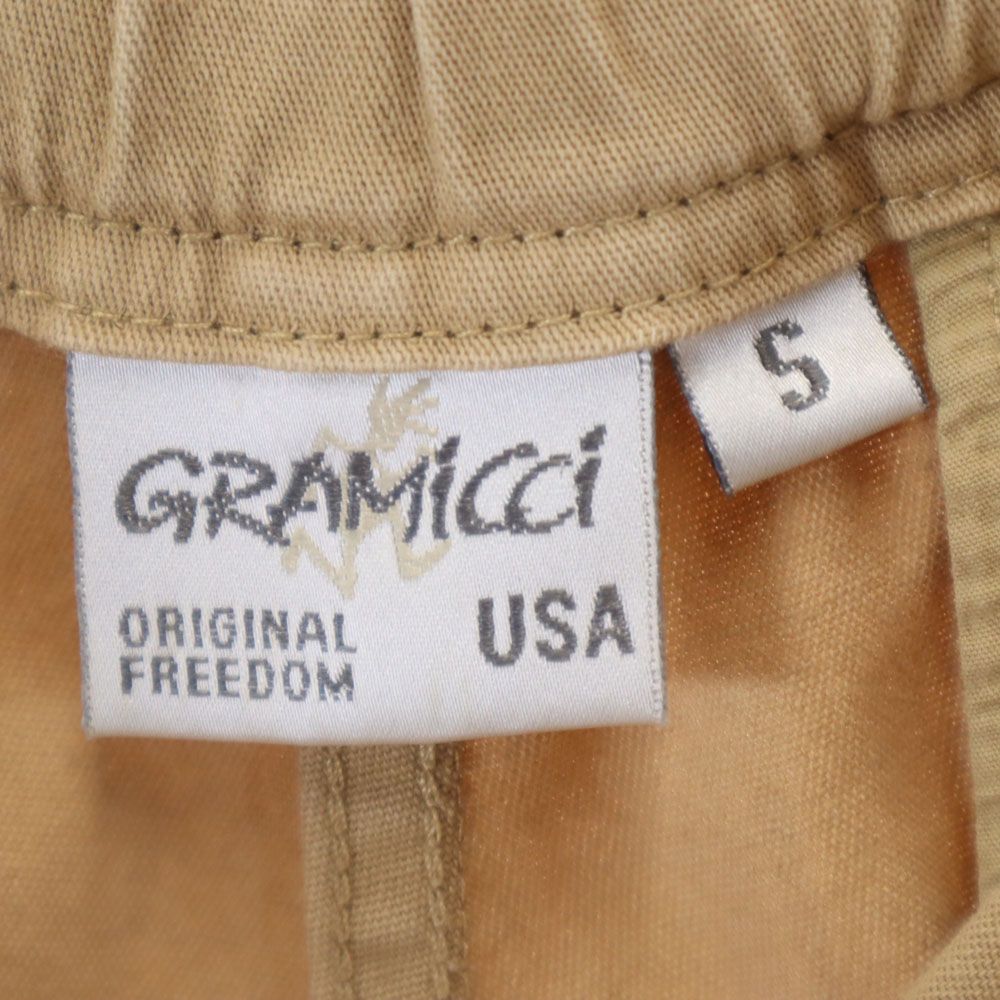 GRAMiCCi
ORIGINAL
FREEDOM
USA
S